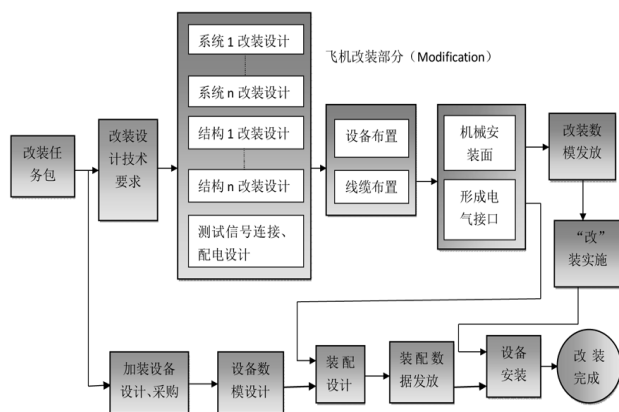 系统 1 改装设计
飞机改装部分（Modification）
系统 n 改装设计
结构 1 改装设计
结构 n 改装设计
测试信号连接、
配电设计
改装任
务包
改装设
计技术
要求
设备布置
线缆布置
机械安
装面
形成电
气接口
改装数
模发放
“改”
装实施
加装设备
设计、采购
设备数
模设计
装配
设计
装配数
据发放
设备
安装
改装
完成